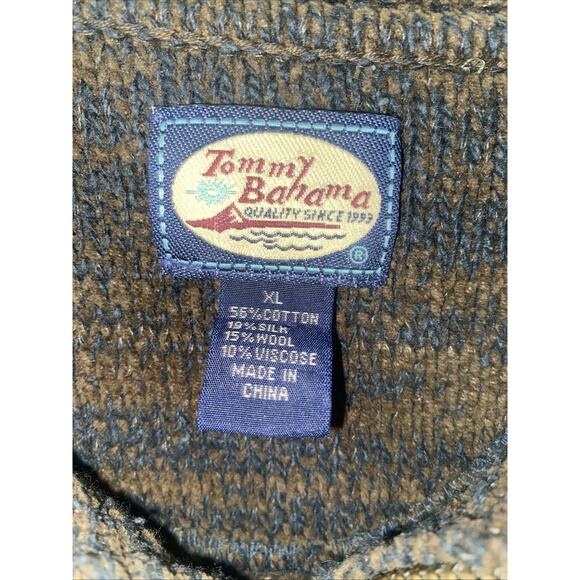 Tommy
Bahama
QUALITY SINCE 1993
®
XL
56% COTTON
19% SILK
15% WOOL
10% VISCOSE
MADE IN
CHINA